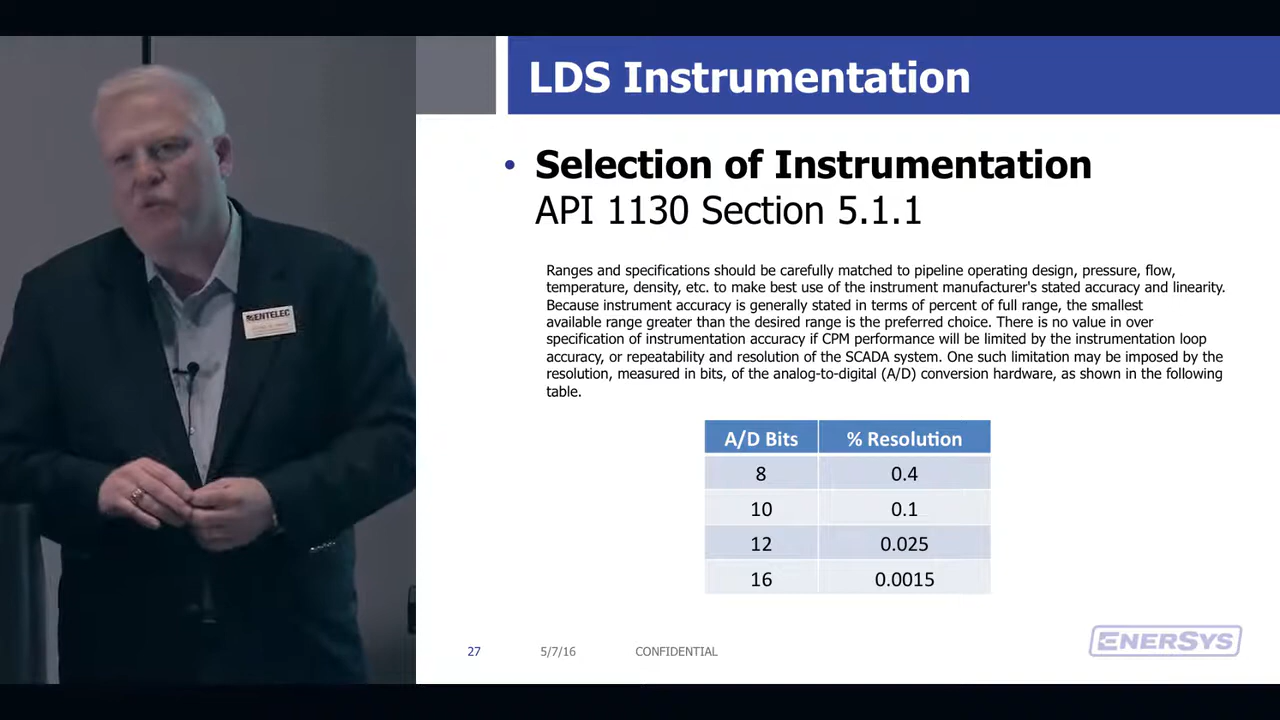 LDS Instrumentation
• Selection of Instrumentation
API 1130 Section 5.1.1
Ranges and specifications should be carefully matched to pipeline operating design, pressure, flow,
temperature, density, etc. to make best use of the instrument manufacturer's stated accuracy and linearity.
Because instrument accuracy is generally stated in terms of percent of full range, the smallest
available range greater than the desired range is the preferred choice. There is no value in over
specification of instrumentation accuracy if CPM performance will be limited by the instrumentation loop
accuracy, or repeatability and resolution of the SCADA system. One such limitation may be imposed by the
resolution, measured in bits, of the analog-to-digital (A/D) conversion hardware, as shown in the following
table.
A/D Bits % Resolution
8 0.4
10 0.1
12 0.025
16 0.0015
27 5/7/16 CONFIDENTIAL
ENERSYS
ENTELEC